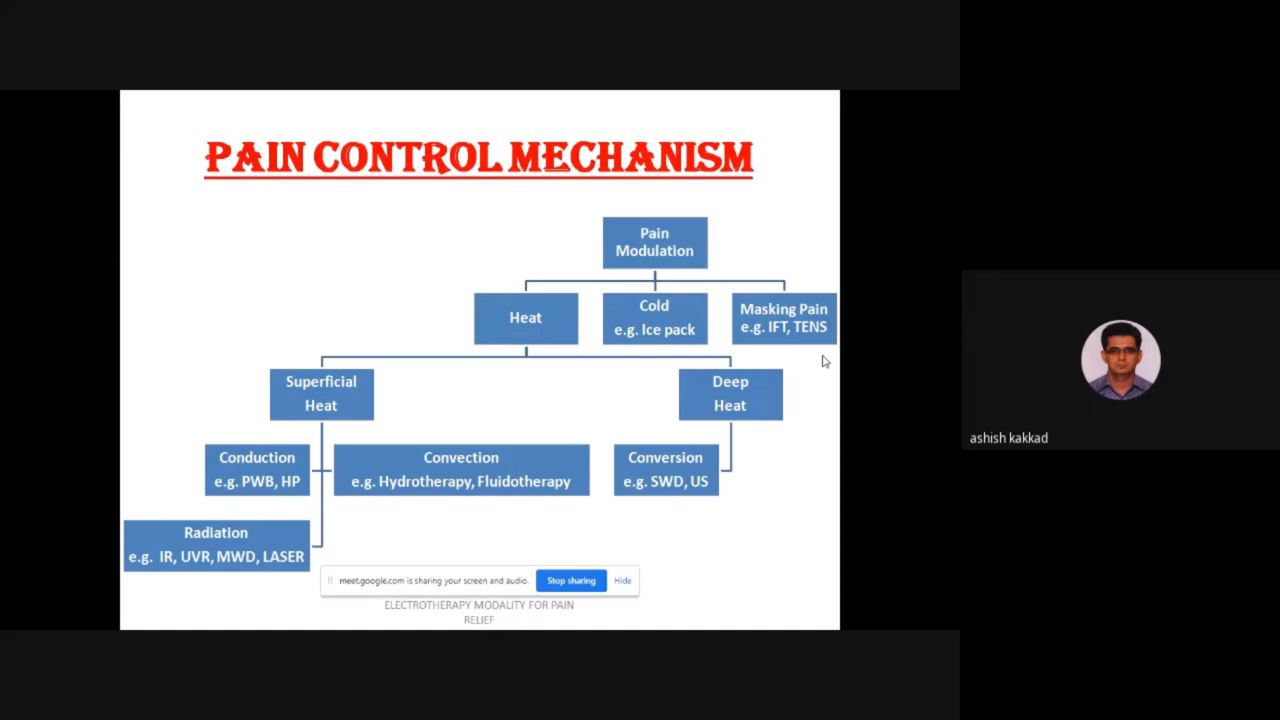 PAIN CONTROL MECHANISM
Pain
Modulation
Heat
Cold
e.g. Ice pack
Masking Pain
e.g. IFT, TENS
Superficial
Heat
Deep
Heat
Conduction
e.g. PWB, HP
Convection
e.g. Hydrotherapy, Fluidotherapy
Conversion
e.g. SWD, US
Radiation
e.g. IR, UVR, MWD, LASER
meet.google.com is sharing your screen and audio. Stop sharing Hide
ELECTROTHERAPY MODALITY FOR PAIN
RELIEF
ashish kakkad